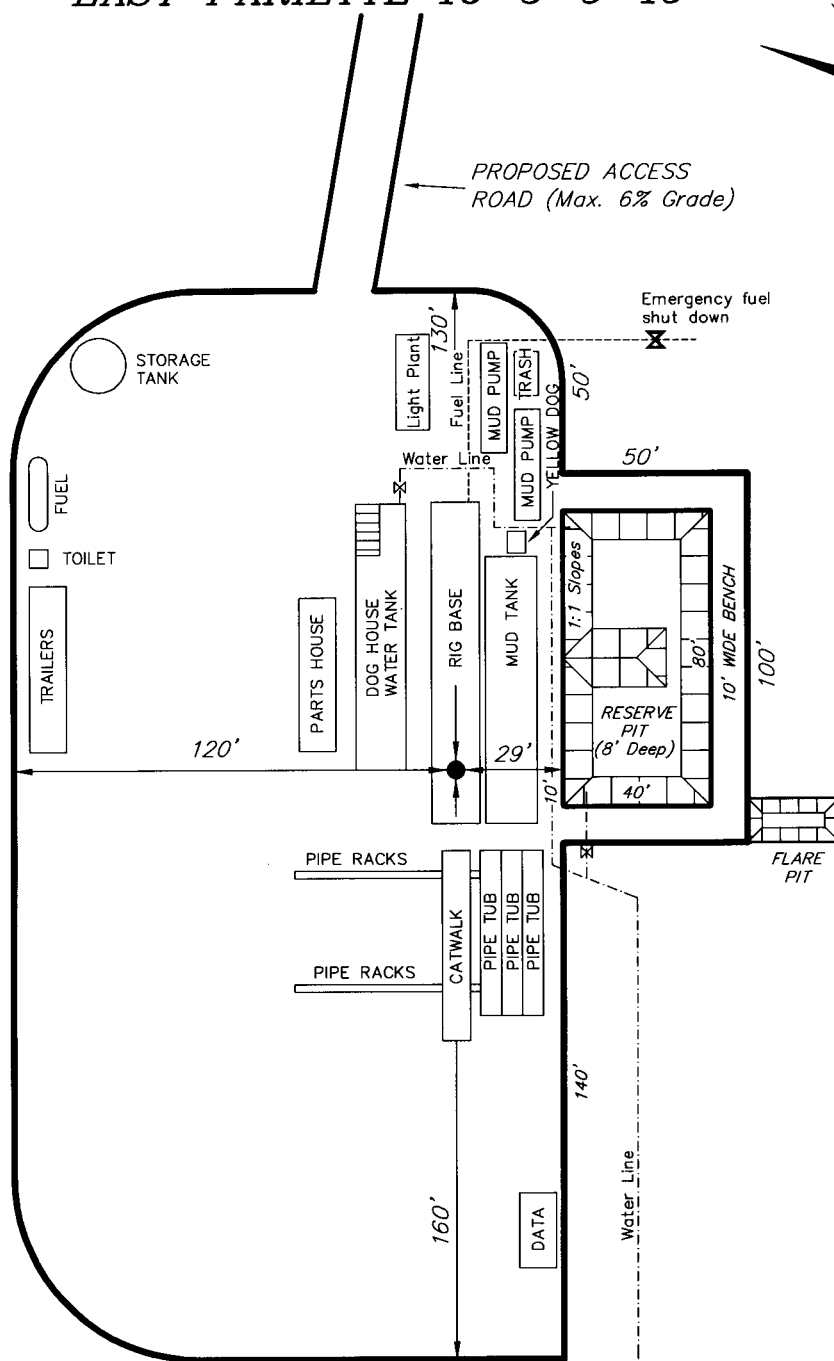 PROPOSED ACCESS
ROAD (Max. 6% Grade)
Emergency fuel
shut down
STORAGE
TANK
Light Plant
130'
Fuel Line
MUD PUMP
TRASH
50'
MUD PUMP
YELLOW DOG
Water Line
50'
FUEL
TOILET
TRAILERS
PARTS HOUSE
DOG HOUSE
WATER TANK
RIG BASE
MUD TANK
1:1 Slopes
RESERVE
PIT
(8' Deep)
80'
10' WIDE BENCH
100'
120'
29'
10'
40'
FLARE
PIT
PIPE RACKS
CATWALK
PIPE TUB
PIPE TUB
PIPE TUB
PIPE RACKS
140'
160'
DATA
Water Line